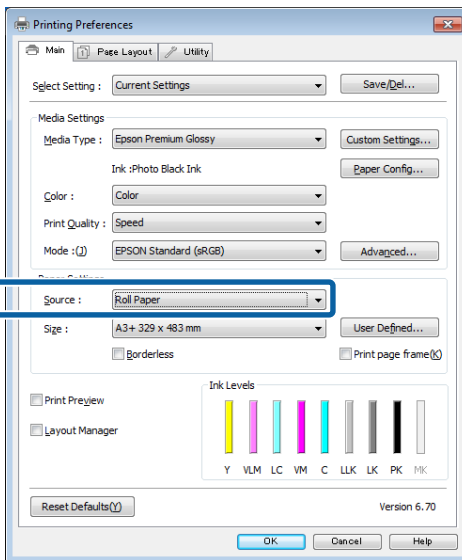 Printing Preferences
Main Page Layout Utility
Select Setting : Current Settings Save/Del...
Media Settings
Media Type : Epson Premium Glossy Custom Settings...
Ink :Photo Black Ink Paper Config...
Color : Color
Print Quality : Speed
Mode :(J) EPSON Standard (sRGB) Advanced...
Paper Settings
Source : Roll Paper
Size : A3+ 329 x 483 mm User Defined...
Borderless Print page frame(K)
Ink Levels
Print Preview
Layout Manager
Y VLM LC VM C LLK LK PK MK
Reset Defaults(Y) Version 6.70
OK Cancel Help